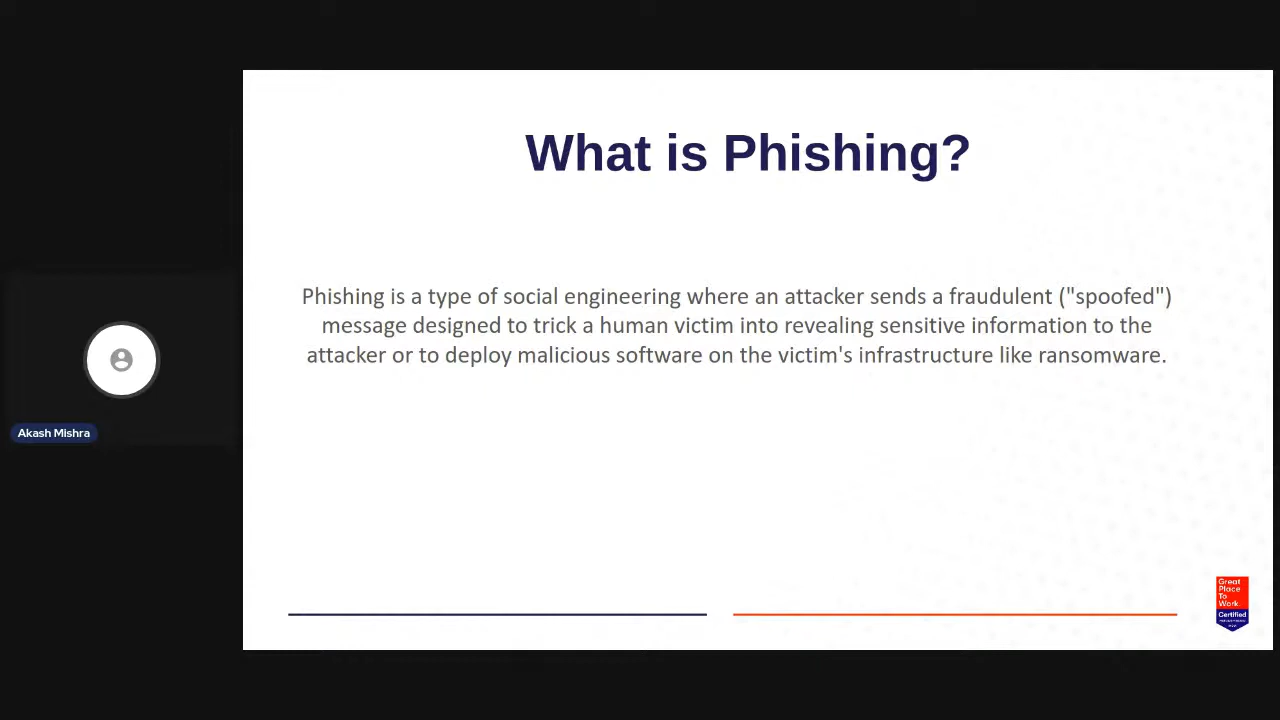 What is Phishing?
Phishing is a type of social engineering where an attacker sends a fraudulent ("spoofed")
message designed to trick a human victim into revealing sensitive information to the
attacker or to deploy malicious software on the victim's infrastructure like ransomware.
Akash Mishra
Great
Place
To
Work.
Certified